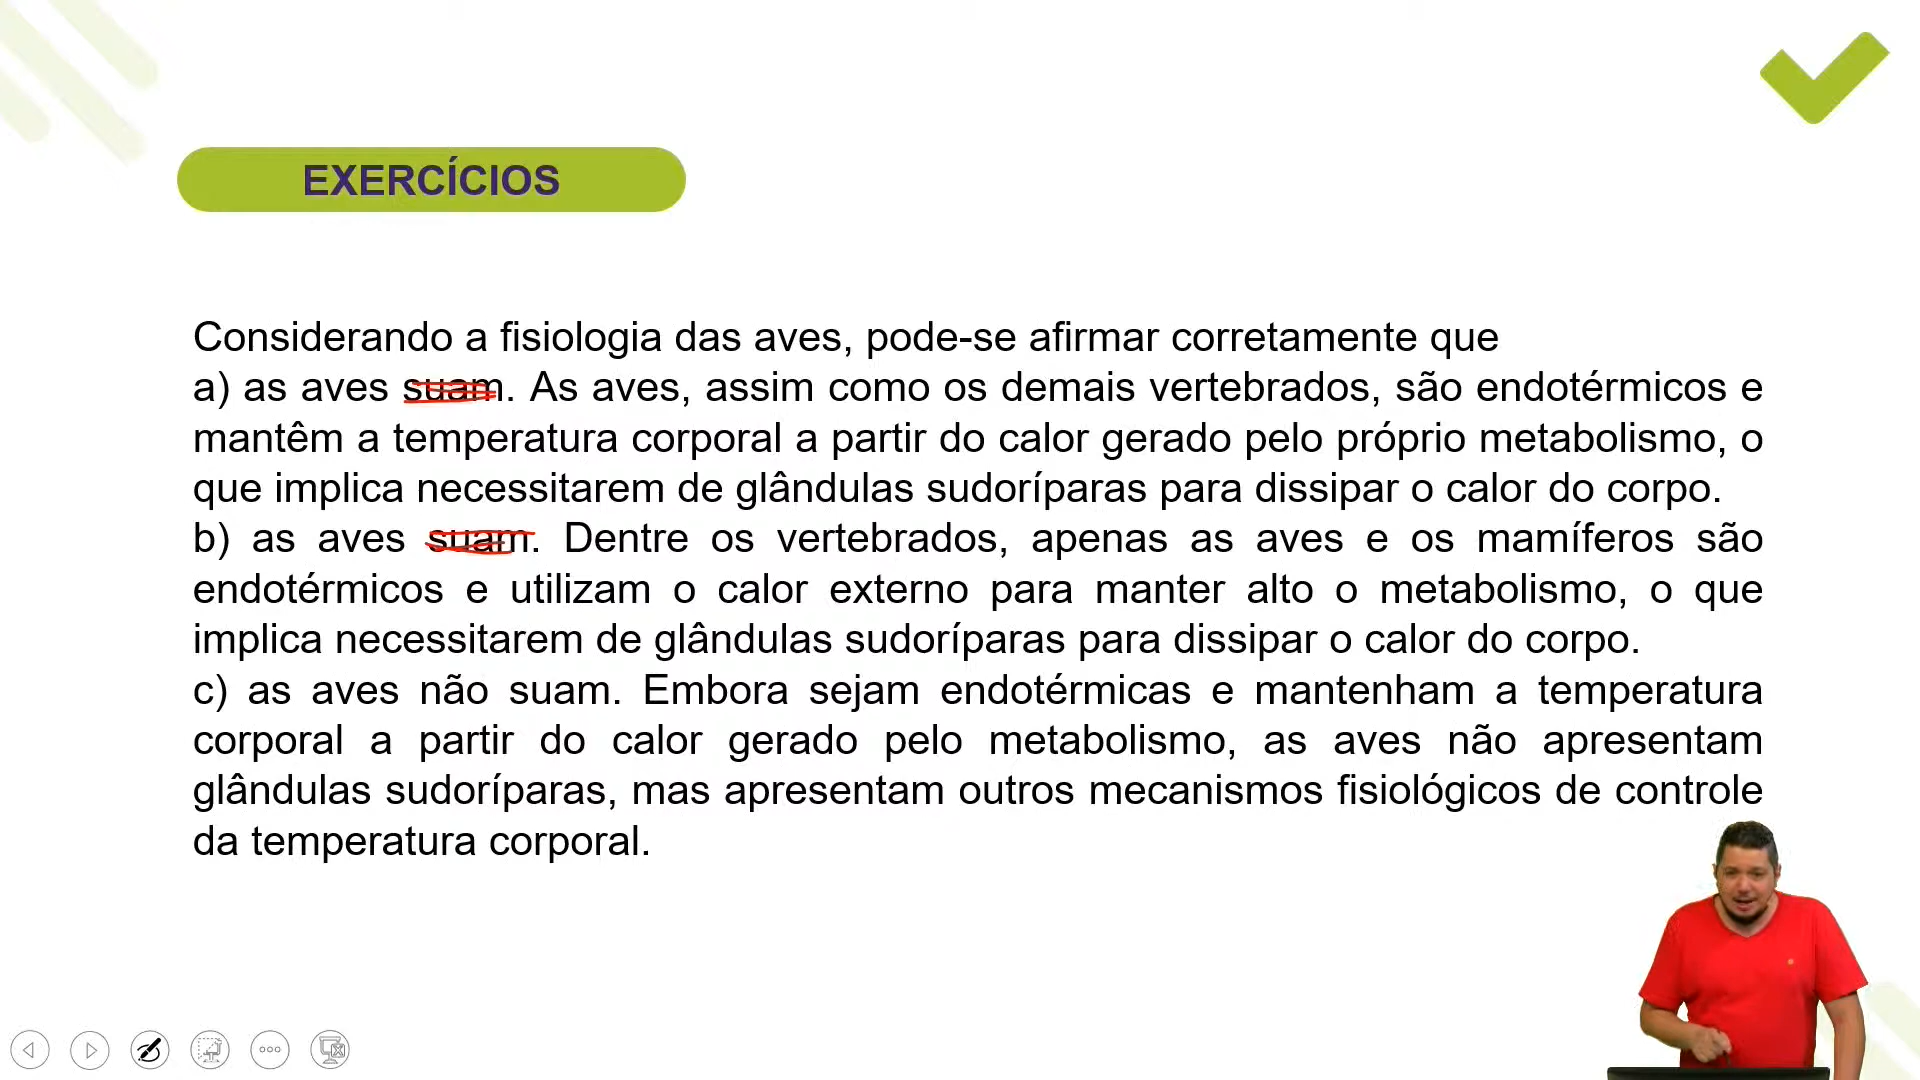 EXERCÍCIOS
Considerando a fisiologia das aves, pode-se afirmar corretamente que
a) as aves suam. As aves, assim como os demais vertebrados, são endotérmicos e
mantêm a temperatura corporal a partir do calor gerado pelo próprio metabolismo, o
que implica necessitarem de glândulas sudoríparas para dissipar o calor do corpo.
b) as aves suam. Dentre os vertebrados, apenas as aves e os mamíferos são
endotérmicos e utilizam o calor externo para manter alto o metabolismo, o que
implica necessitarem de glândulas sudoríparas para dissipar o calor do corpo.
c) as aves não suam. Embora sejam endotérmicas e mantenham a temperatura
corporal a partir do calor gerado pelo metabolismo, as aves não apresentam
glândulas sudoríparas, mas apresentam outros mecanismos fisiológicos de controle
da temperatura corporal.